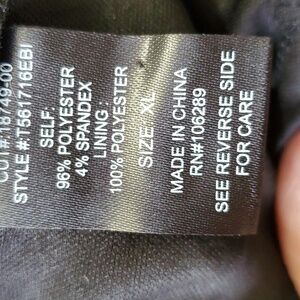 CUT#:18749-00
STYLE #:T561716EBI
SELF:
96% POLYESTER
4% SPANDEX
LINING :
100% POLYESTER
SIZE: XL
MADE IN CHINA
RN#106289
SEE REVERSE SIDE
FOR CARE